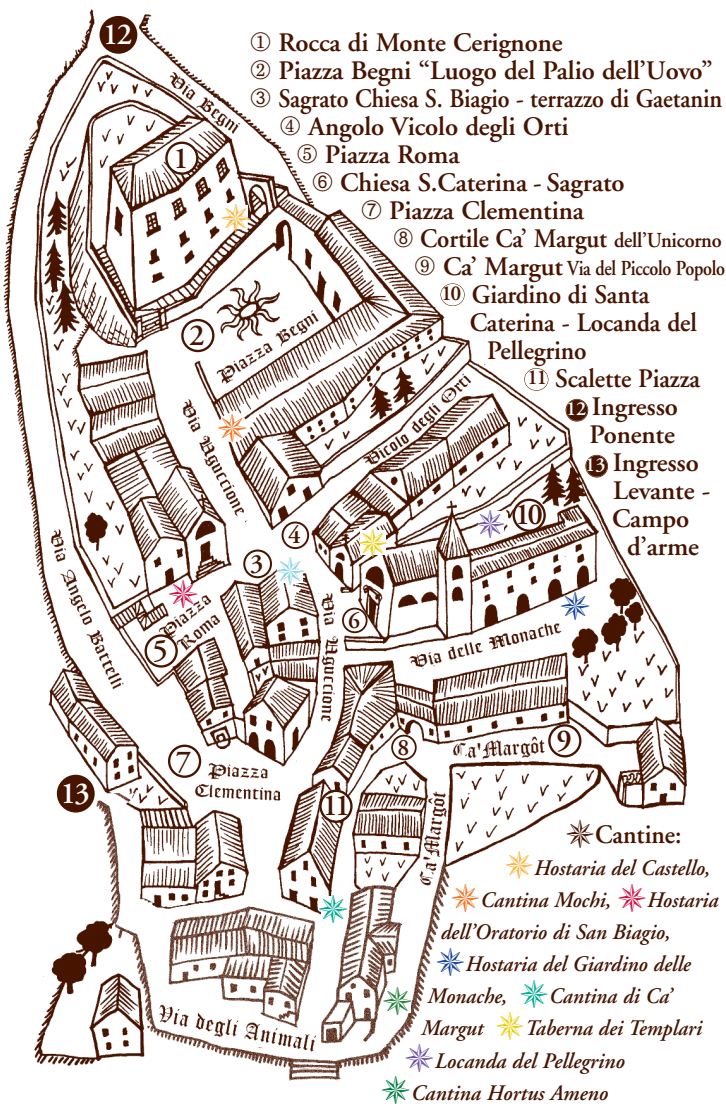 ① Rocca di Monte Cerignone
② Piazza Begni “Luogo del Palio dell’Uovo”
③ Sagrato Chiesa S. Biagio - terrazzo di Gaetanin
④ Angolo Vicolo degli Orti
⑤ Piazza Roma
⑥ Chiesa S.Caterina - Sagrato
⑦ Piazza Clementina
⑧ Cortile Ca’ Margut dell’Unicorno
⑨ Ca’ Margut Via del Piccolo Popolo
⑩ Giardino di Santa
Caterina - Locanda del
Pellegrino
⑪ Scalette Piazza
⓬ Ingresso
Ponente
⓭ Ingresso
Levante -
Campo
d’arme
⓬
Via Begni
①
②
Piazza Begni
Via Uguccione
Vicolo degli Orti
④
③
⑩
Via Angelo Battelli
Piazza
Roma
⑤
⑥
Via Uguccione
Via delle Monache
⑦
Piazza
Clementina
⑧
Ca’Margôt
⑨
⓭
⑪
Ca’Margôt
Via degli Animali
Cantine:
Hostaria del Castello,
Cantina Mochi, Hostaria
dell’Oratorio di San Biagio,
Hostaria del Giardino delle
Monache, Cantina di Ca’
Margut Taberna dei Templari
Locanda del Pellegrino
Cantina Hortus Ameno